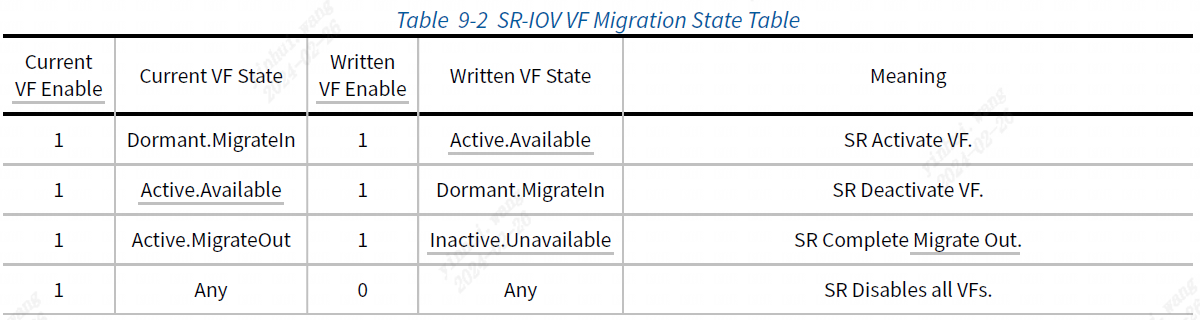 Table 9-2 SR-IOV VF Migration State Table
Current VF Enable Current VF State Written VF Enable Written VF State Meaning
1 Dormant.MigrateIn 1 Active.Available SR Activate VF.
1 Active.Available 1 Dormant.MigrateIn SR Deactivate VF.
1 Active.MigrateOut 1 Inactive.Unavailable SR Complete Migrate Out.
1 Any 0 Any SR Disables all VFs.